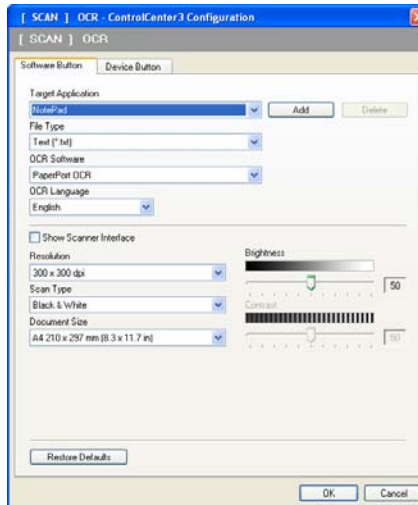 [ SCAN ] OCR - ControlCenter3 Configuration
[ SCAN ] OCR
Software Button Device Button
Target Application
NotePad Add Delete
File Type
Text (*.txt)
OCR Software
PaperPort OCR
OCR Language
English
Show Scanner Interface
Resolution Brightness
300 x 300 dpi 50
Scan Type Contrast
Black & White
Document Size
A4 210 x 297 mm (8.3 x 11.7 in) 50
Restore Defaults
OK Cancel